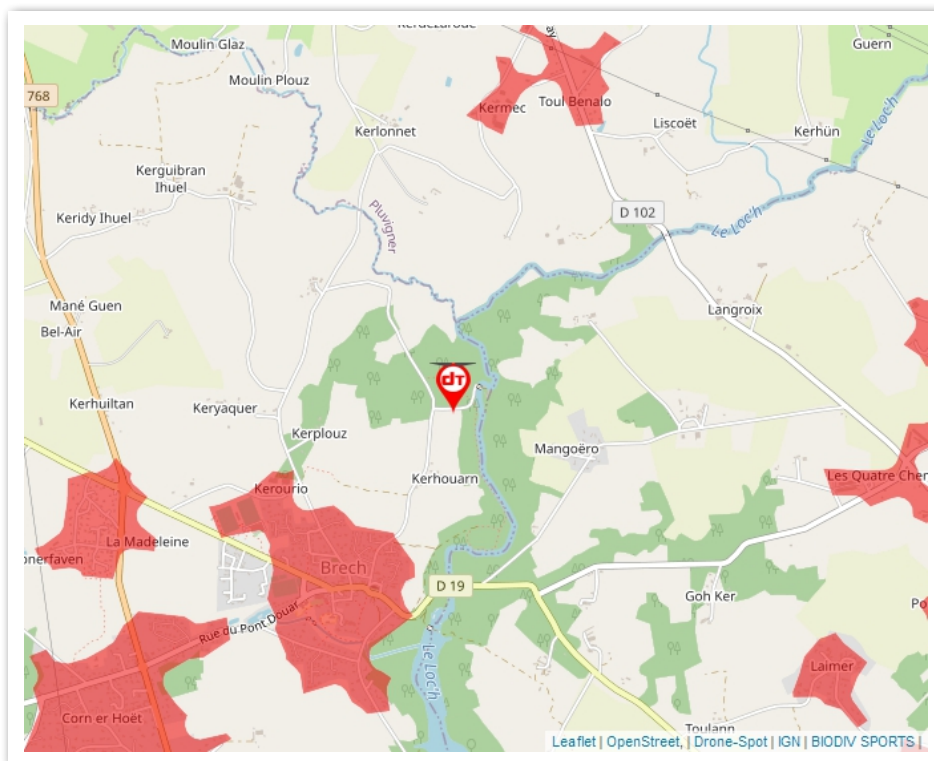 Moulin Glaz
Guern
Moulin Plouz
768
Kermec
Toul Benalo
Liscoët
Kerhün
Kerlonnet
Le Loc'h
Kerguibran
Ihuel
Pluvigner
Keridy Ihuel
D 102
Le Loc'h
Mané Guen
Bel-Air
Langroix
dT
Kerhuiltan
Keryaquer
Kerplouz
Mangoëro
Kerhouarn
Les Quatre Chen
Kerourio
La Madeleine
onerfaven
Brech
D 19
Goh Ker
Po
Rue du Pont Douar
Le Loc'h
Laimer
Corn er Hoët
Toulann
Leaflet | OpenStreet, | Drone-Spot | IGN | BIODIV SPORTS |